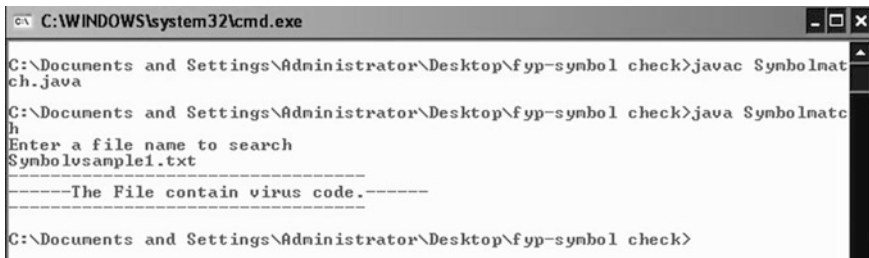 C:\WINDOWS\system32\cmd.exe
C:\Documents and Settings\Administrator\Desktop\fyp-symbol check>javac Symbolmat
ch.java
C:\Documents and Settings\Administrator\Desktop\fyp-symbol check>java Symbolmatc
h
Enter a file name to search
Symbolvsample1.txt
----------------------------------
------The File contain virus code.------
----------------------------------
C:\Documents and Settings\Administrator\Desktop\fyp-symbol check>